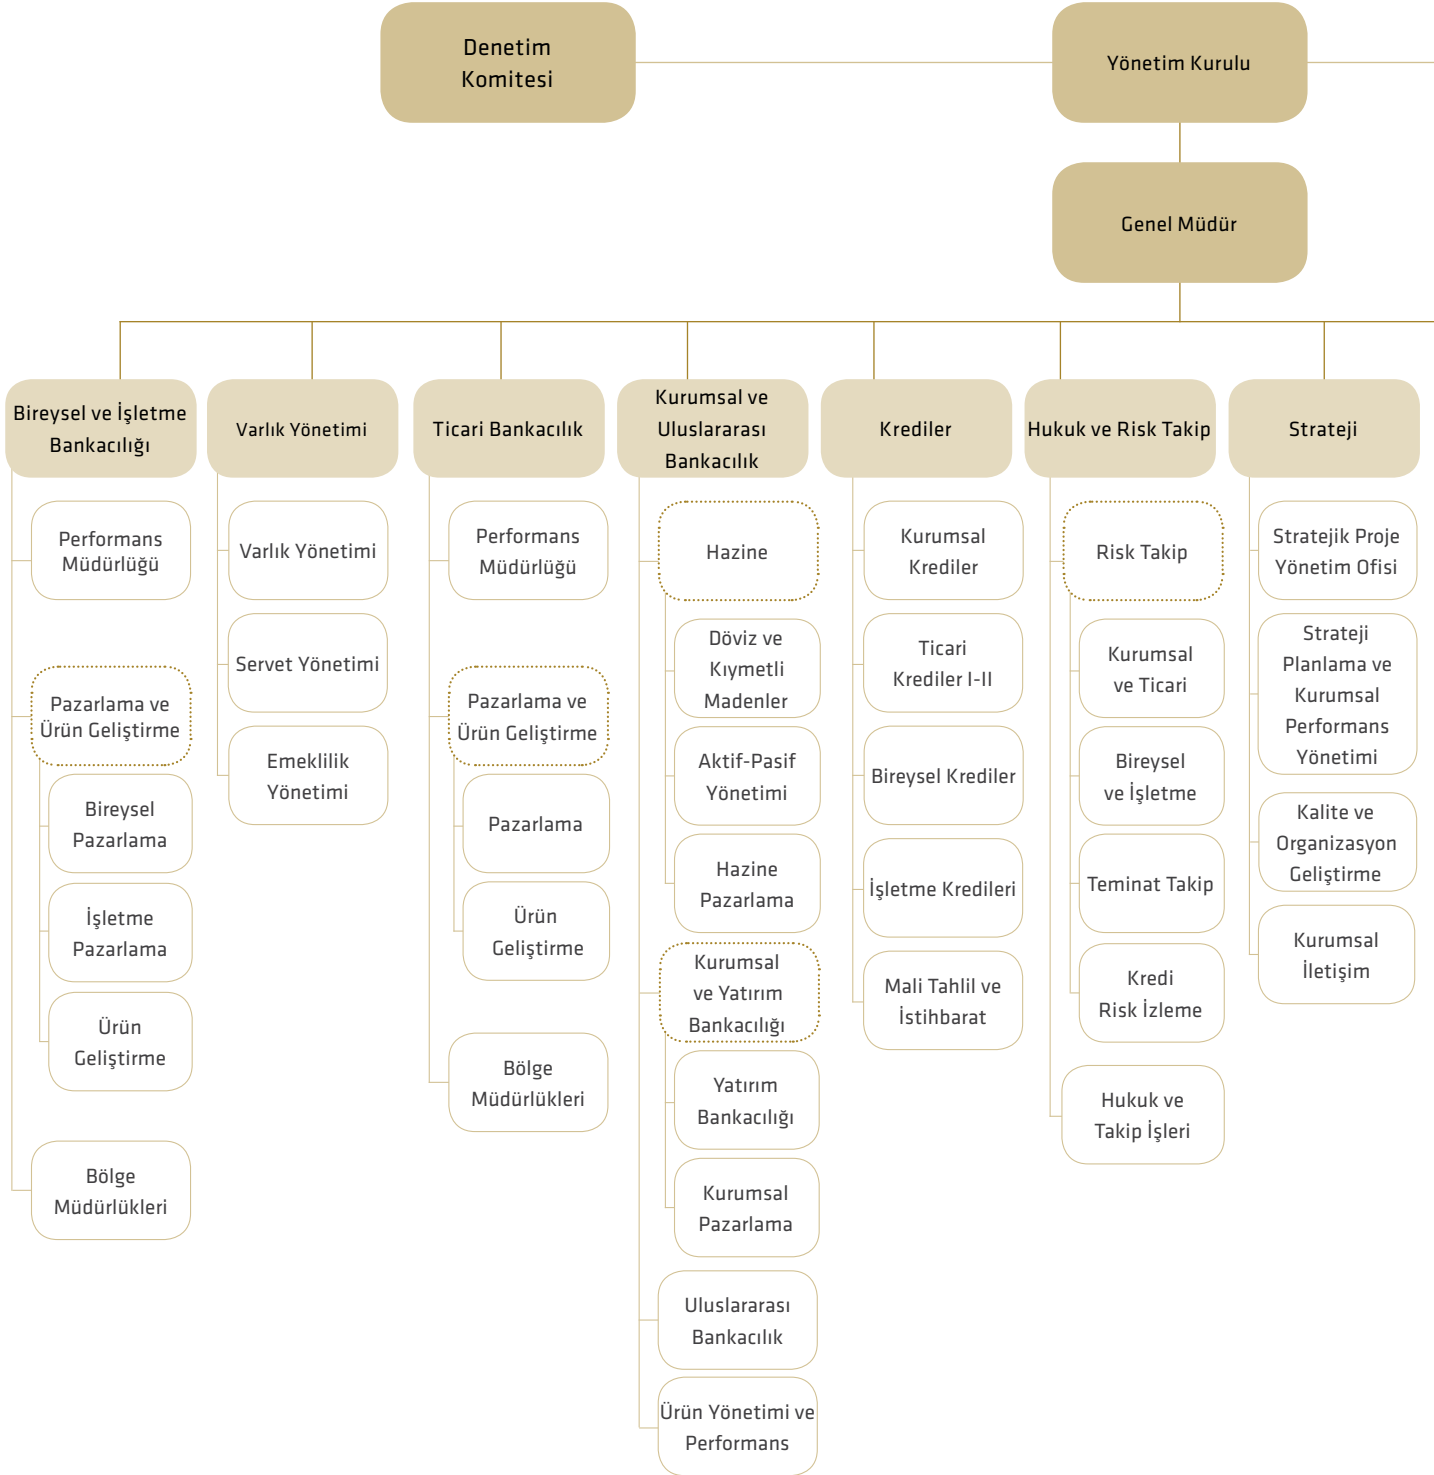 Denetim
Komitesi
Yönetim Kurulu
Genel Müdür
Bireysel ve İşletme
Bankacılığı
Performans
Müdürlüğü
Pazarlama ve
Ürün Geliştirme
Bireysel
Pazarlama
İşletme
Pazarlama
Ürün
Geliştirme
Bölge
Müdürlükleri
Varlık Yönetimi
Varlık Yönetimi
Servet Yönetimi
Emeklilik
Yönetimi
Ticari Bankacılık
Performans
Müdürlüğü
Pazarlama ve
Ürün Geliştirme
Pazarlama
Ürün
Geliştirme
Bölge
Müdürlükleri
Kurumsal ve
Uluslararası
Bankacılık
Hazine
Döviz ve
Kıymetli
Madenler
Aktif-Pasif
Yönetimi
Hazine
Pazarlama
Kurumsal
ve Yatırım
Bankacılığı
Yatırım
Bankacılığı
Kurumsal
Pazarlama
Uluslararası
Bankacılık
Ürün Yönetimi ve
Performans
Krediler
Kurumsal
Krediler
Ticari
Krediler I-II
Bireysel Krediler
İşletme Kredileri
Mali Tahlil ve
İstihbarat
Hukuk ve Risk Takip
Risk Takip
Kurumsal
ve Ticari
Bireysel
ve İşletme
Teminat Takip
Kredi
Risk İzleme
Hukuk ve
Takip İşleri
Strateji
Stratejik Proje
Yönetim Ofisi
Strateji
Planlama ve
Kurumsal
Performans
Yönetimi
Kalite ve
Organizasyon
Geliştirme
Kurumsal
İletişim